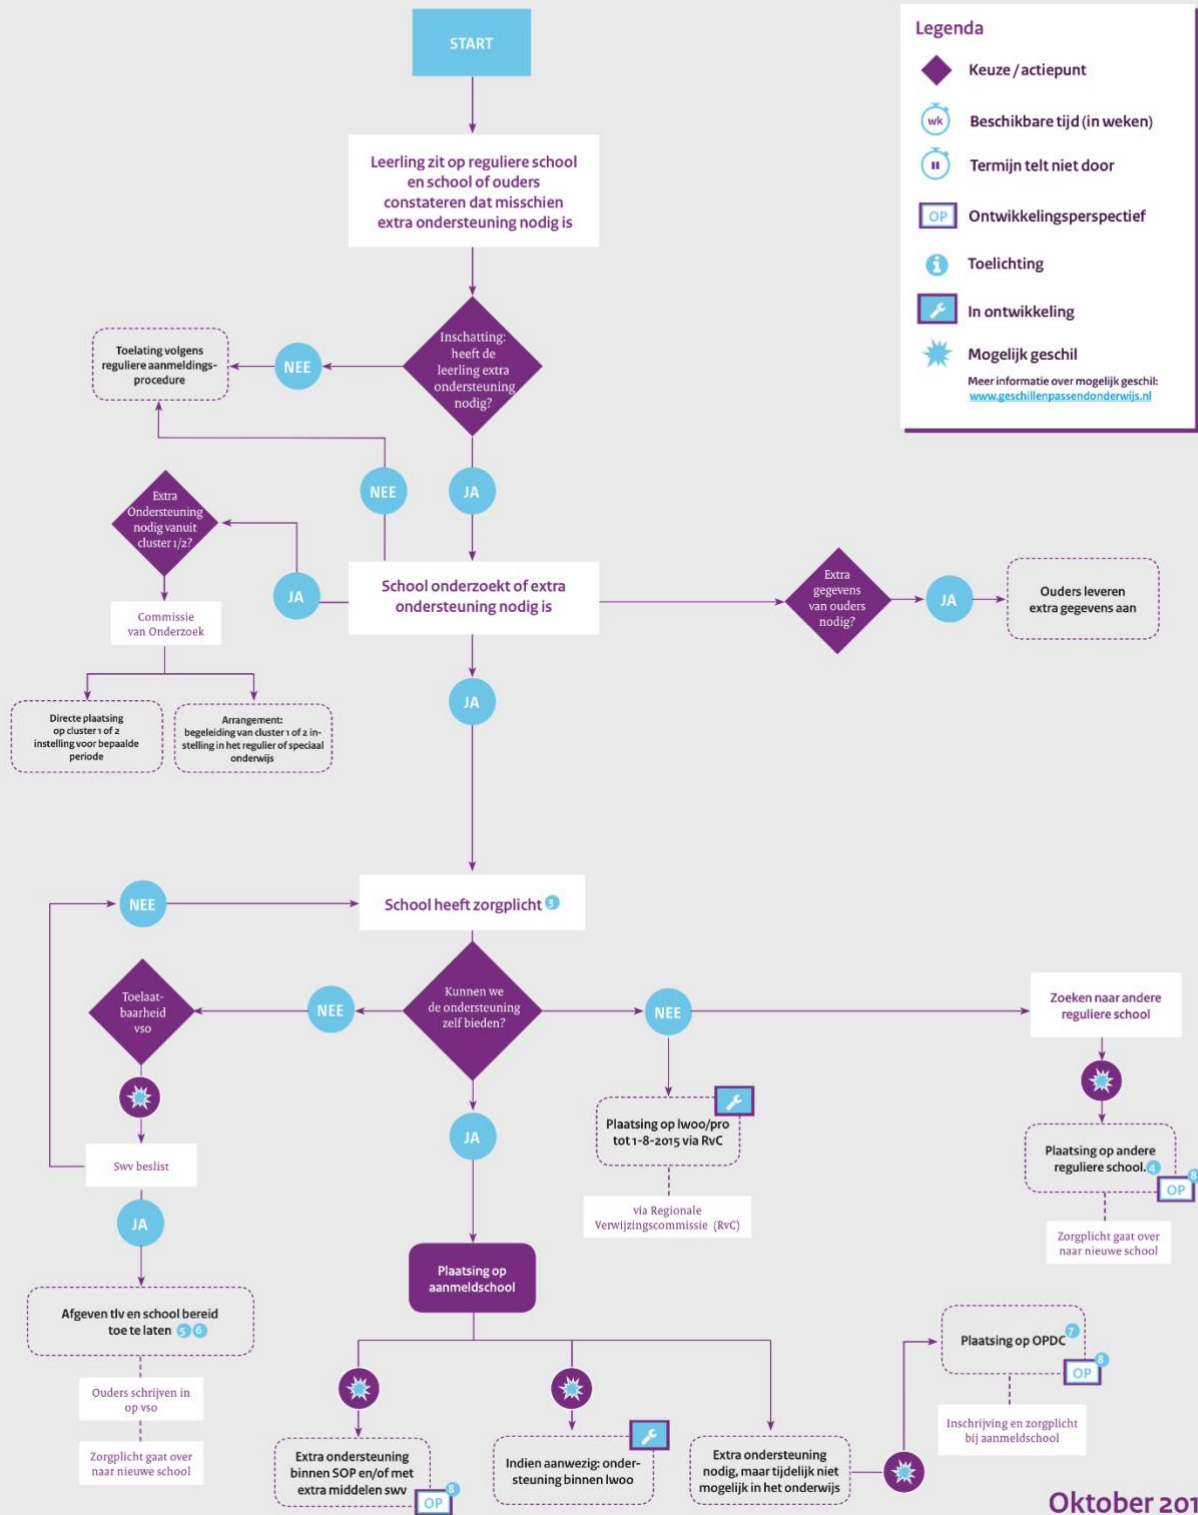 START
Leerling zit op reguliere school
en school of ouders
constateren dat misschien
extra ondersteuning nodig is
Legenda
Keuze / actiepunt
wk
Beschikbare tijd (in weken)
Termijn telt niet door
OP
Ontwikkelingsperspectief
i
Toelichting
In ontwikkeling
Mogelijk geschil
Meer informatie over mogelijk geschil:
www.geschillenpassendonderwijs.nl
Inschatting:
heeft de
leerling extra
ondersteuning
nodig?
NEE
Toelating volgens
reguliere aanmeldings-
procedure
NEE
JA
Extra
Ondersteuning
nodig vanuit
cluster 1/2?
JA
School onderzoekt of extra
ondersteuning nodig is
Extra
gegevens
van ouders
nodig?
JA
Ouders leveren
extra gegevens aan
Commissie
van Onderzoek
Directe plaatsing
op cluster 1 of 2
instelling voor bepaalde
periode
Arrangement:
begeleiding van cluster 1 of 2 in-
stelling in het regulier of speciaal
onderwijs
JA
NEE
School heeft zorgplicht 3
Toelaat-
baarheid
vso
NEE
Kunnen we
de ondersteuning
zelf bieden?
NEE
Zoeken naar andere
reguliere school
Swv beslist
JA
JA
Plaatsing op lwoo/pro
tot 1-8-2015 via RvC
via Regionale
Verwijzingscommissie (RvC)
Plaatsing op andere
reguliere school. 4
OP 8
Zorgplicht gaat over
naar nieuwe school
Afgeven tlv en school bereid
toe te laten 5 6
Ouders schrijven in
op vso
Zorgplicht gaat over
naar nieuwe school
Plaatsing op
aanmeldschool
Extra ondersteuning
binnen SOP en/of met
extra middelen swv
OP 8
Indien aanwezig: onder-
steuning binnen lwoo
Extra ondersteuning
nodig, maar tijdelijk niet
mogelijk in het onderwijs
Plaatsing op OPDC 7
OP 8
Inschrijving en zorgplicht
bij aanmeldschool
Oktober 201